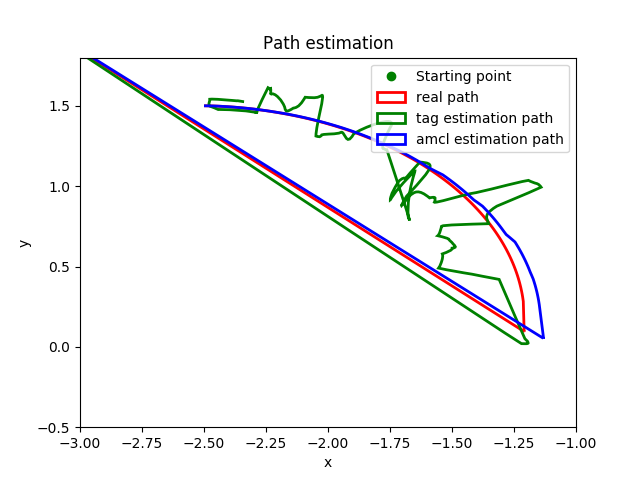 Path estimation
Starting point
real path
tag estimation path
amcl estimation path
1.5
1.0
0.5
0.0
−0.5
y
−3.00 −2.75 −2.50 −2.25 −2.00 −1.75 −1.50 −1.25 −1.00
x